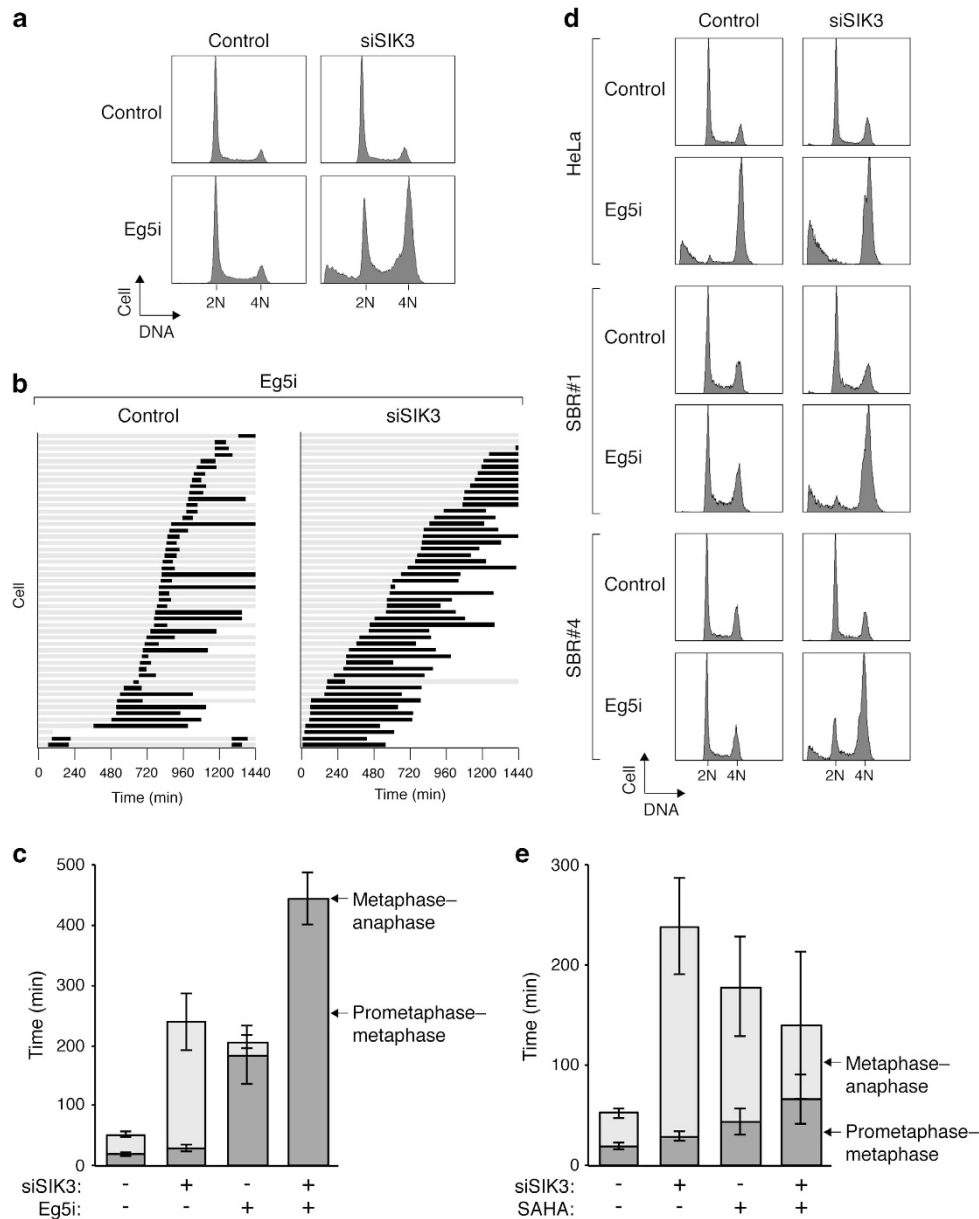 a
Control siSIK3
Control
Eg5i
Cell
2N 4N 2N 4N
DNA
b
Eg5i
Control siSIK3
Cell
0 240 480 720 960 1200 1440 0 240 480 720 960 1200 1440
Time (min) Time (min)
c
500
400
300
200
100
0
Time (min)
Metaphase–
anaphase
Prometaphase–
metaphase
siSIK3: - + - +
Eg5i: - - + +
d
Control siSIK3
HeLa
Control
Eg5i
SBR#1
Control
Eg5i
SBR#4
Control
Eg5i
Cell
2N 4N 2N 4N
DNA
e
300
200
100
0
Time (min)
Metaphase–
anaphase
Prometaphase–
metaphase
siSIK3: - + - +
SAHA: - - + +